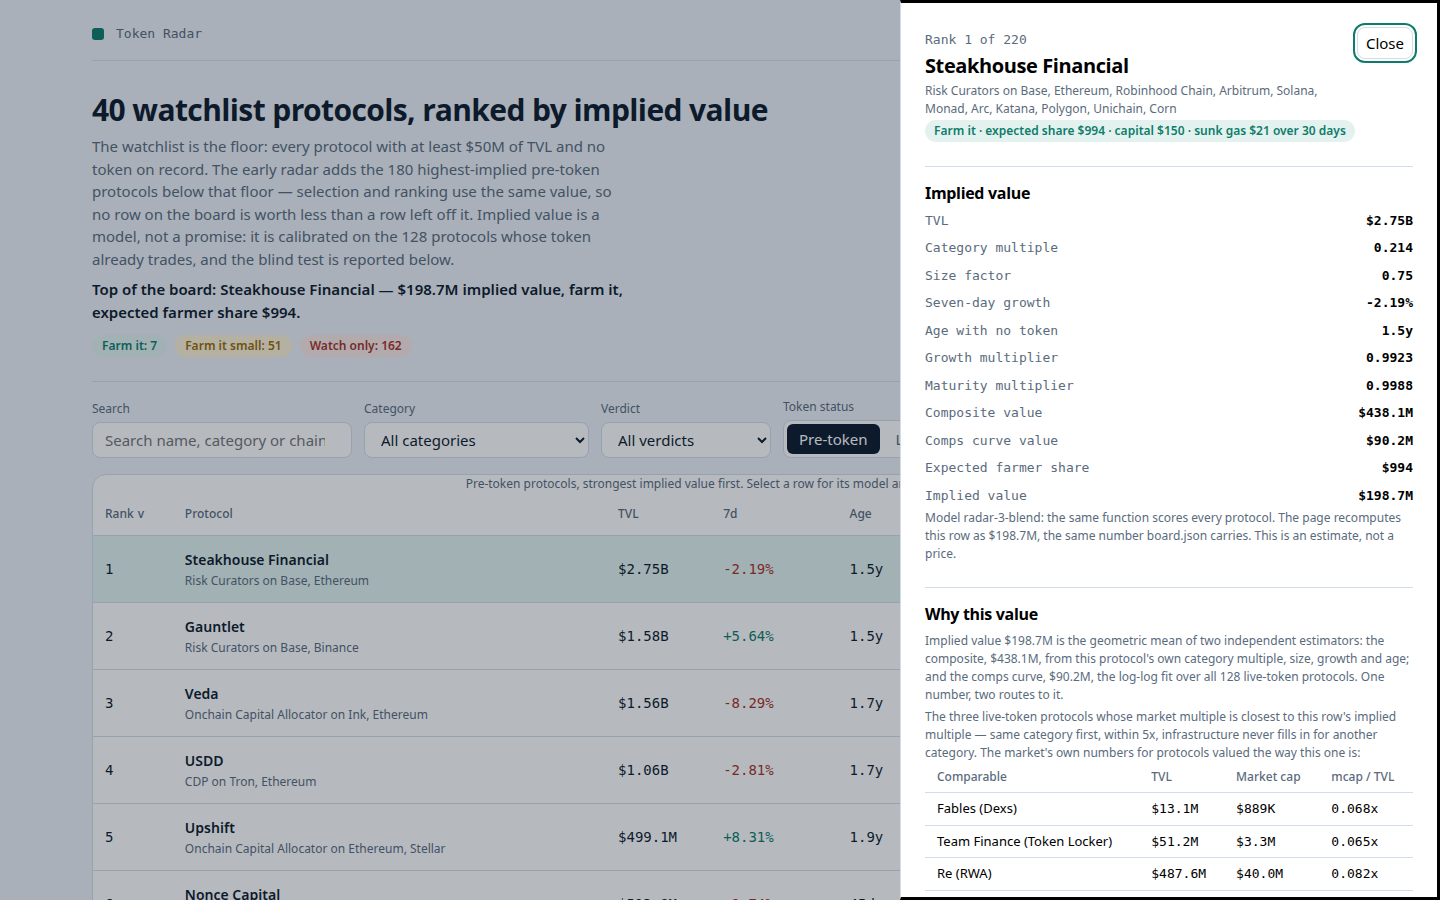 Token Radar
40 watchlist protocols, ranked by implied value
The watchlist is the floor: every protocol with at least $50M of TVL and no
token on record. The early radar adds the 180 highest-implied pre-token
protocols below that floor — selection and ranking use the same value, so
no row on the board is worth less than a row left off it. Implied value is a
model, not a promise: it is calibrated on the 128 protocols whose token
already trades, and the blind test is reported below.
Top of the board: Steakhouse Financial — $198.7M implied value, farm it,
expected farmer share $994.
Farm it: 7 Farm it small: 51 Watch only: 162
Search Category Verdict Token status
Search name, category or chain All categories All verdicts Pre-token
Pre-token protocols, strongest implied value first. Select a row for its model
Rank v Protocol TVL 7d Age
1 Steakhouse Financial $2.75B -2.19% 1.5y
Risk Curators on Base, Ethereum
2 Gauntlet $1.58B +5.64% 1.5y
Risk Curators on Base, Binance
3 Veda $1.56B -8.29% 1.7y
Onchain Capital Allocator on Ink, Ethereum
4 USDD $1.06B -2.81% 1.7y
CDP on Tron, Ethereum
5 Upshift $499.1M +8.31% 1.9y
Onchain Capital Allocator on Ethereum, Stellar
Nonce Capital
Rank 1 of 220
Close
Steakhouse Financial
Risk Curators on Base, Ethereum, Robinhood Chain, Arbitrum, Solana,
Monad, Arc, Katana, Polygon, Unichain, Corn
Farm it · expected share $994 · capital $150 · sunk gas $21 over 30 days
Implied value
TVL $2.75B
Category multiple 0.214
Size factor 0.75
Seven-day growth -2.19%
Age with no token 1.5y
Growth multiplier 0.9923
Maturity multiplier 0.9988
Composite value $438.1M
Comps curve value $90.2M
Expected farmer share $994
Implied value $198.7M
Model radar-3-blend: the same function scores every protocol. The page recomputes
this row as $198.7M, the same number board.json carries. This is an estimate, not a
price.
Why this value
Implied value $198.7M is the geometric mean of two independent estimators: the
composite, $438.1M, from this protocol's own category multiple, size, growth and age;
and the comps curve, $90.2M, the log-log fit over all 128 live-token protocols. One
number, two routes to it.
The three live-token protocols whose market multiple is closest to this row's implied
multiple — same category first, within 5x, infrastructure never fills in for another
category. The market's own numbers for protocols valued the way this one is:
Comparable TVL Market cap mcap / TVL
Fables (Dexs) $13.1M $889K 0.068x
Team Finance (Token Locker) $51.2M $3.3M 0.065x
Re (RWA) $487.6M $40.0M 0.082x